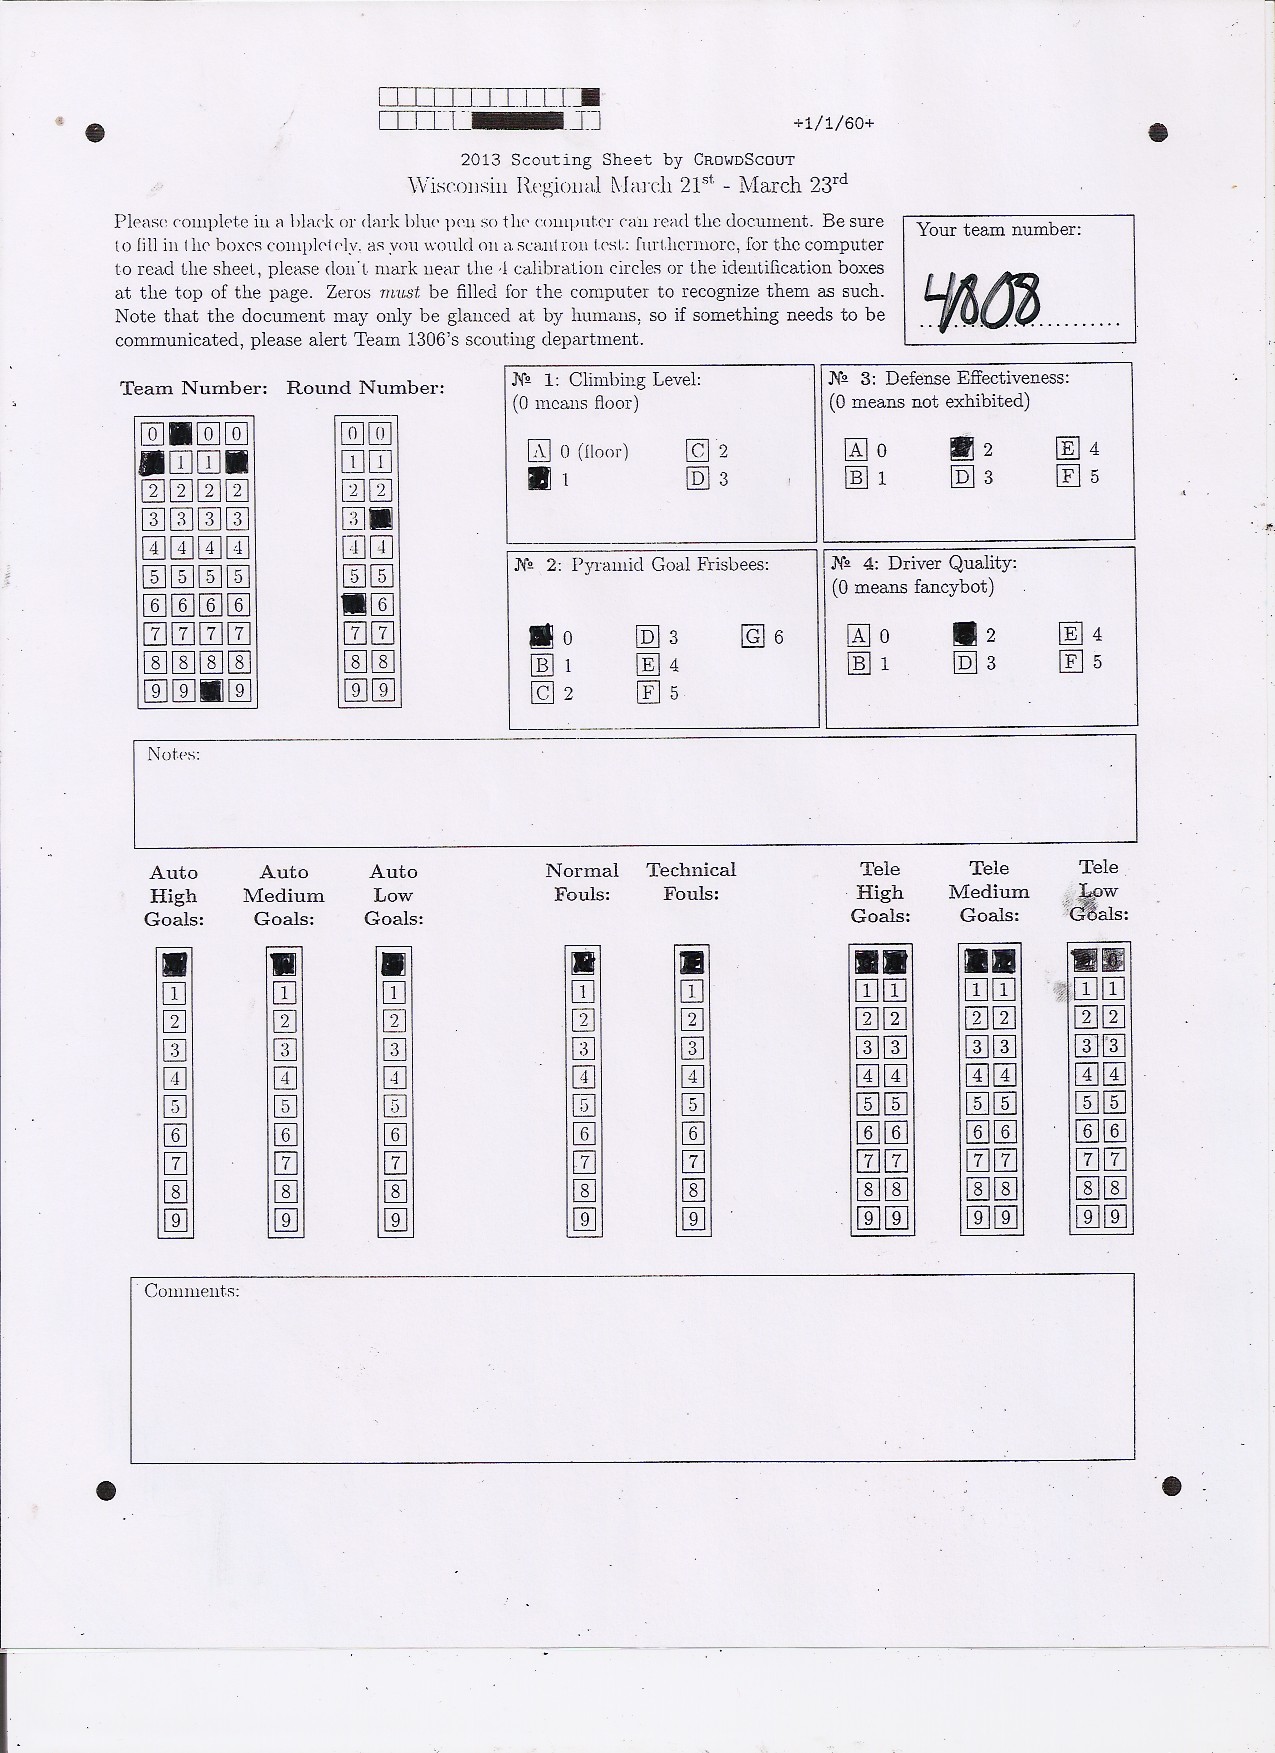 +1/1/60+
2013 Scouting Sheet by CROWDSCOUT
Wisconsin Regional March 21st - March 23rd
Please complete in a black or dark blue pen so the computer can read the document. Be sure
to fill in the boxes completely, as you would on a scantron test; furthermore, for the computer
to read the sheet, please don't mark near the 4 calibration circles or the identification boxes
at the top of the page. Zeros must be filled for the computer to recognize them as such.
Note that the document may only be glanced at by humans, so if something needs to be
communicated, please alert Team 1306's scouting department.
Your team number:
4808
Team Number: Round Number:
0 0 0 0 0
1 1 1 1
2 2 2 2 2 2
3 3 3 3 3
4 4 4 4 4 4
5 5 5 5 5 5
6 6 6 6 6
7 7 7 7 7 7
8 8 8 8 8 8
9 9 9 9 9
№ 1: Climbing Level:
(0 means floor)
A 0 (floor) C 2
1 D 3
№ 3: Defense Effectiveness:
(0 means not exhibited)
A 0 2 E 4
B 1 D 3 F 5
№ 2: Pyramid Goal Frisbees:
0 D 3 G 6
B 1 E 4
C 2 F 5
№ 4: Driver Quality:
(0 means fancybot)
A 0 2 E 4
B 1 D 3 F 5
Notes:
Auto High Goals: Auto Medium Goals: Auto Low Goals: Normal Fouls: Technical Fouls: Tele High Goals: Tele Medium Goals: Tele Low Goals:
0
1 1 1 1 1 1 1 1 1 1 1
2 2 2 2 2 2 2 2 2 2 2
3 3 3 3 3 3 3 3 3 3 3
4 4 4 4 4 4 4 4 4 4 4
5 5 5 5 5 5 5 5 5 5 5
6 6 6 6 6 6 6 6 6 6 6
7 7 7 7 7 7 7 7 7 7 7
8 8 8 8 8 8 8 8 8 8 8
9 9 9 9 9 9 9 9 9 9 9
Comments: